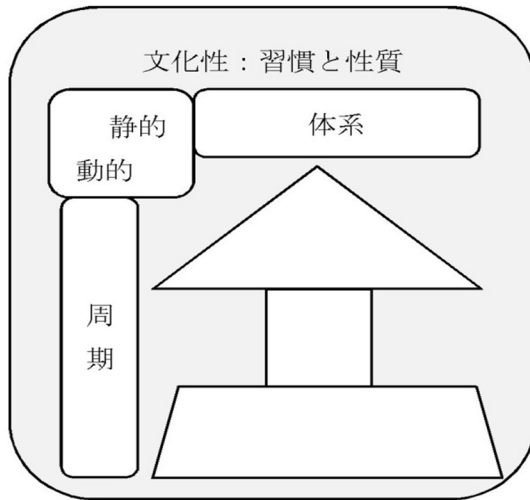 文化性：習慣と性質
静的
体系
動的
周
期